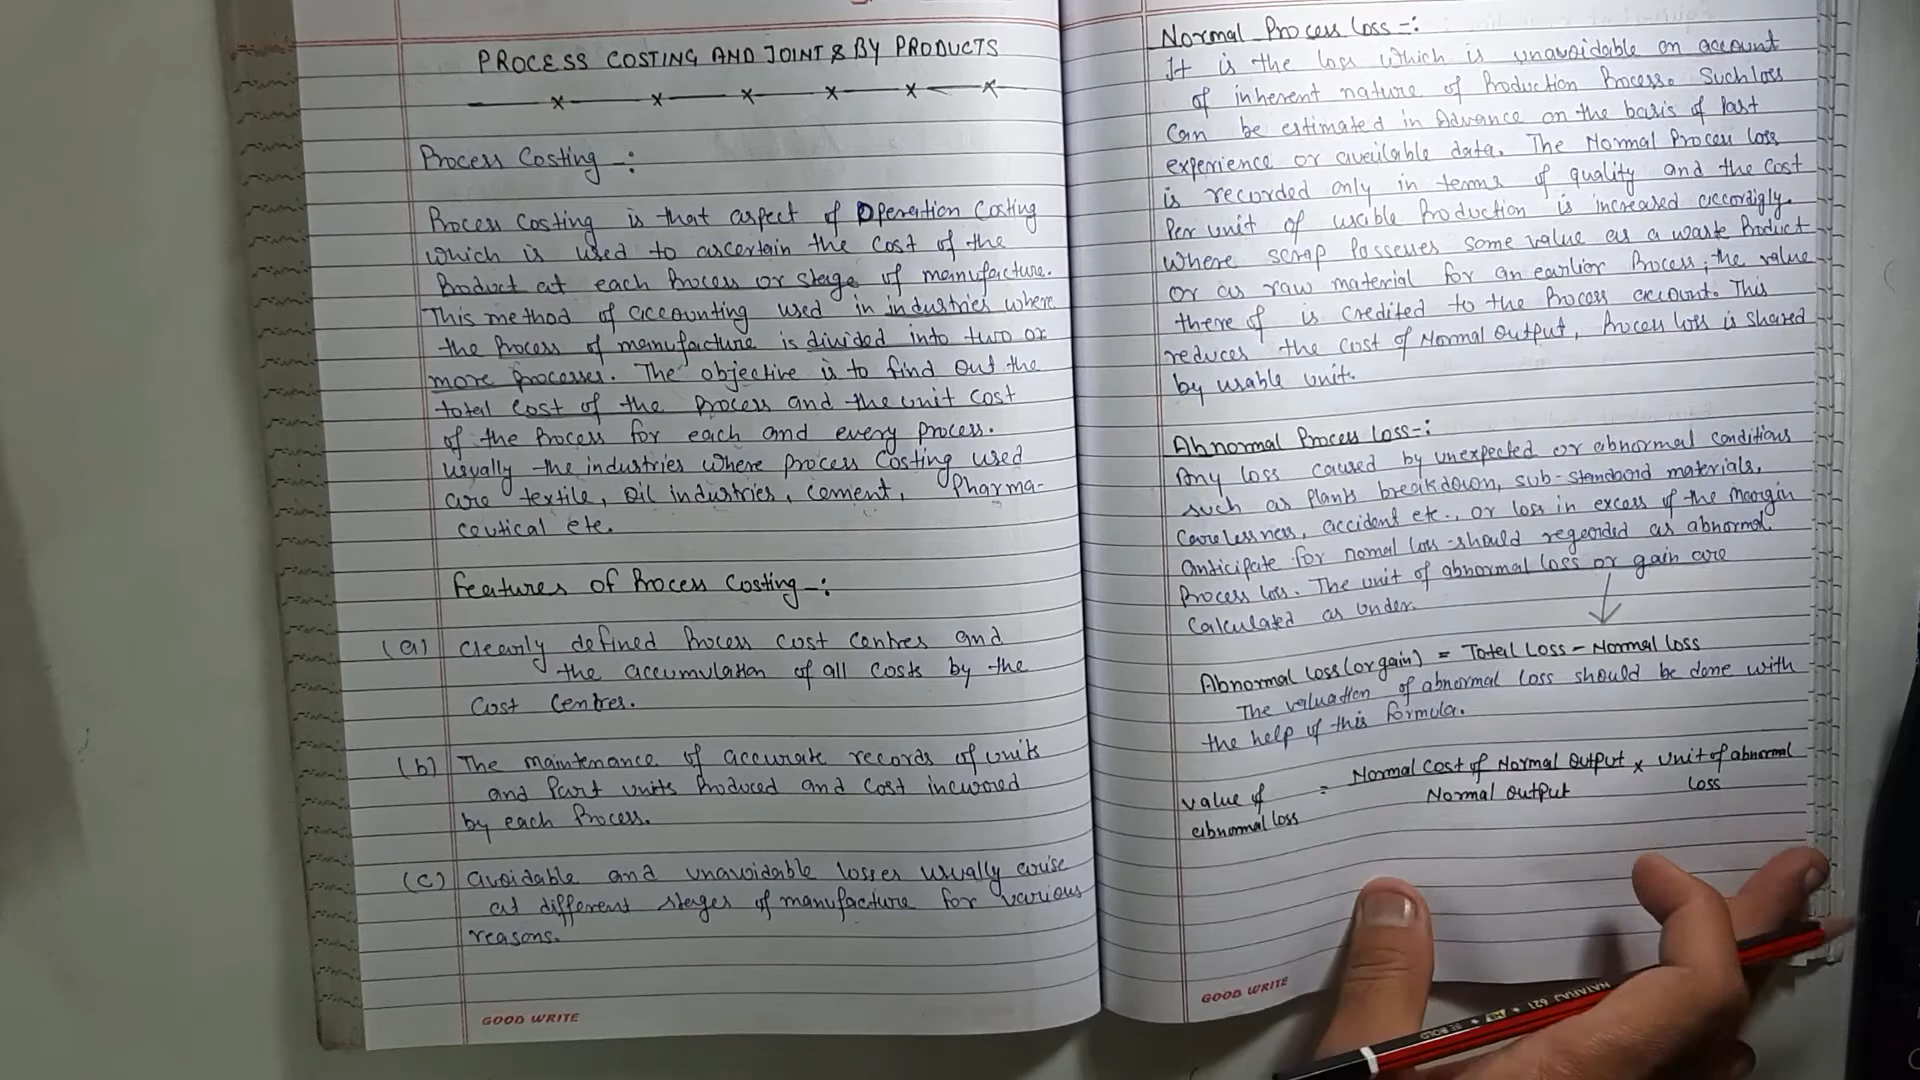 PROCESS COSTING AND JOINT & BY PRODUCTS
Process Costing -:
Process Costing is that aspect of Operation Costing
which is used to ascertain the cost of the
Product at each Process or stage of manufacture.
This method of accounting used in industries where
the Process of manufacture is divided into two or
more processes. The objective is to find out the
total cost of the Process and the unit cost
of the Process for each and every process.
usually the industries where process costing used
are textile, oil industries, cement, Pharma-
ceutical etc.
Features of Process Costing -:
(a) Clearly defined Process cost centres and
the accumulation of all costs by the
Cost Centres.
(b) The maintenance of accurate records of units
and Part units Produced and cost incurred
by each Process.
(c) avoidable and unavoidable losses usually arise
at different stages of manufacture for various
reasons.
GOOD WRITE
Normal Process Loss -:
It is the loss which is unavoidable on account
of inherent nature of Production Process. Such loss
can be estimated in Advance on the basis of Past
experience or available data. The Normal Process loss
is recorded only in terms of quality and the cost
Per unit of usable Production is increased accordigly.
Where scrap Possesses some value as a waste Product
or as raw material for an earlior Process, the value
there of is credited to the Process account. This
reduces the cost of Normal output, Process loss is shared
by usable unit.
Abnormal Process Loss -:
Any loss caused by unexpected or abnormal conditions
such as plants breakdown, sub-standard materials,
Carelessness, accident etc., or loss in excess of the margin
anticipate for nomal loss should regarded as abnormal
Process loss. The unit of abnormal loss or gain are
Calculated as under.
Abnormal loss (or gain) = Total Loss - Normal loss
The valuation of abnormal loss should be done with
the help of this formula.
Value of abnormal loss = Normal Cost of Normal Output / Normal output × Unit of abnormal loss
GOOD WRITE
NATARAJ 621 HB BOLD